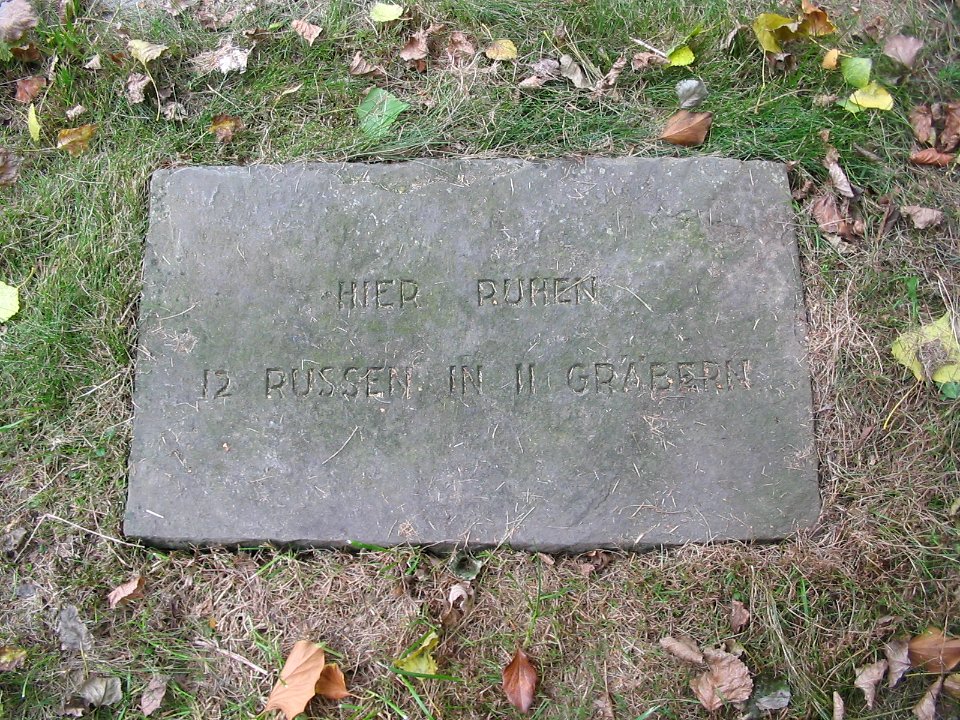 HIER RUHEN
12 RUSSEN IN 11 GRÄBERN